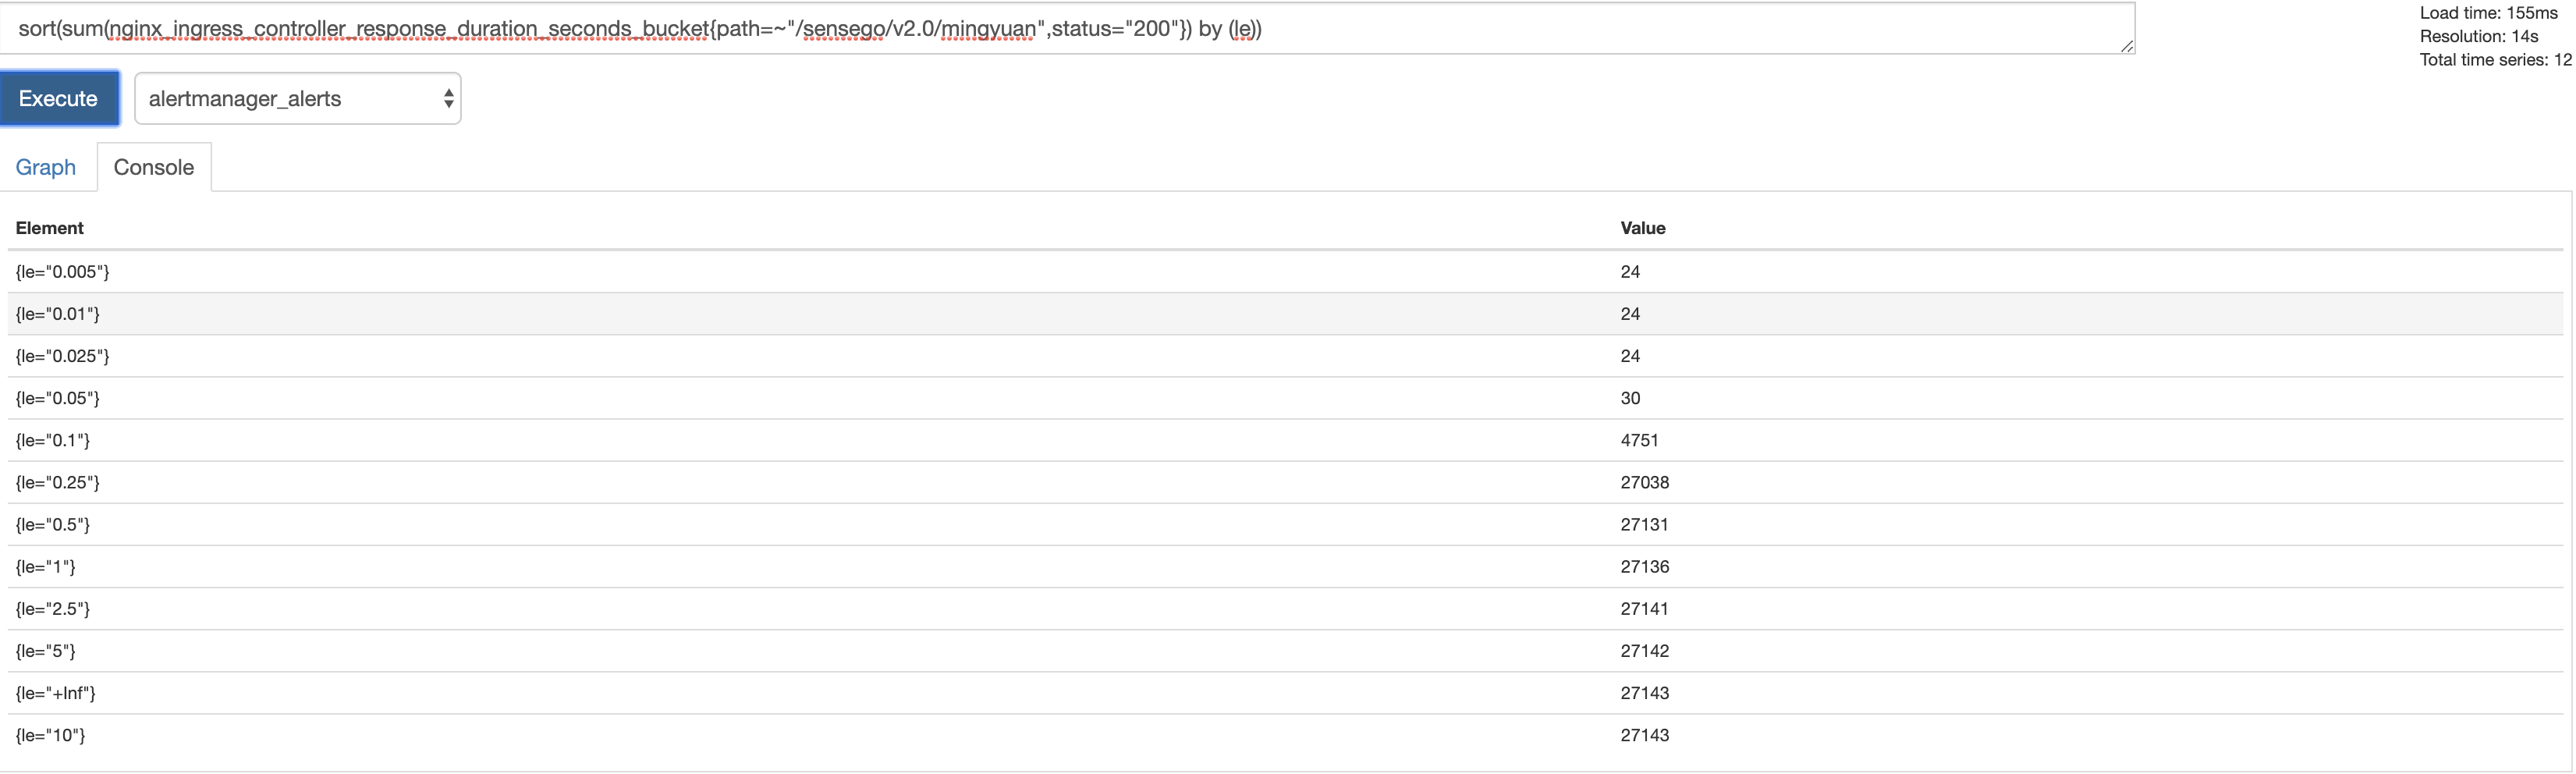 sort(sum(nginx_ingress_controller_response_duration_seconds_bucket{path=~"/sensego/v2.0/mingyuan",status="200"}) by (le))
Load time: 155ms
Resolution: 14s
Total time series: 12
Execute alertmanager_alerts
Graph Console
Element Value
{le="0.005"} 24
{le="0.01"} 24
{le="0.025"} 24
{le="0.05"} 30
{le="0.1"} 4751
{le="0.25"} 27038
{le="0.5"} 27131
{le="1"} 27136
{le="2.5"} 27141
{le="5"} 27142
{le="+Inf"} 27143
{le="10"} 27143